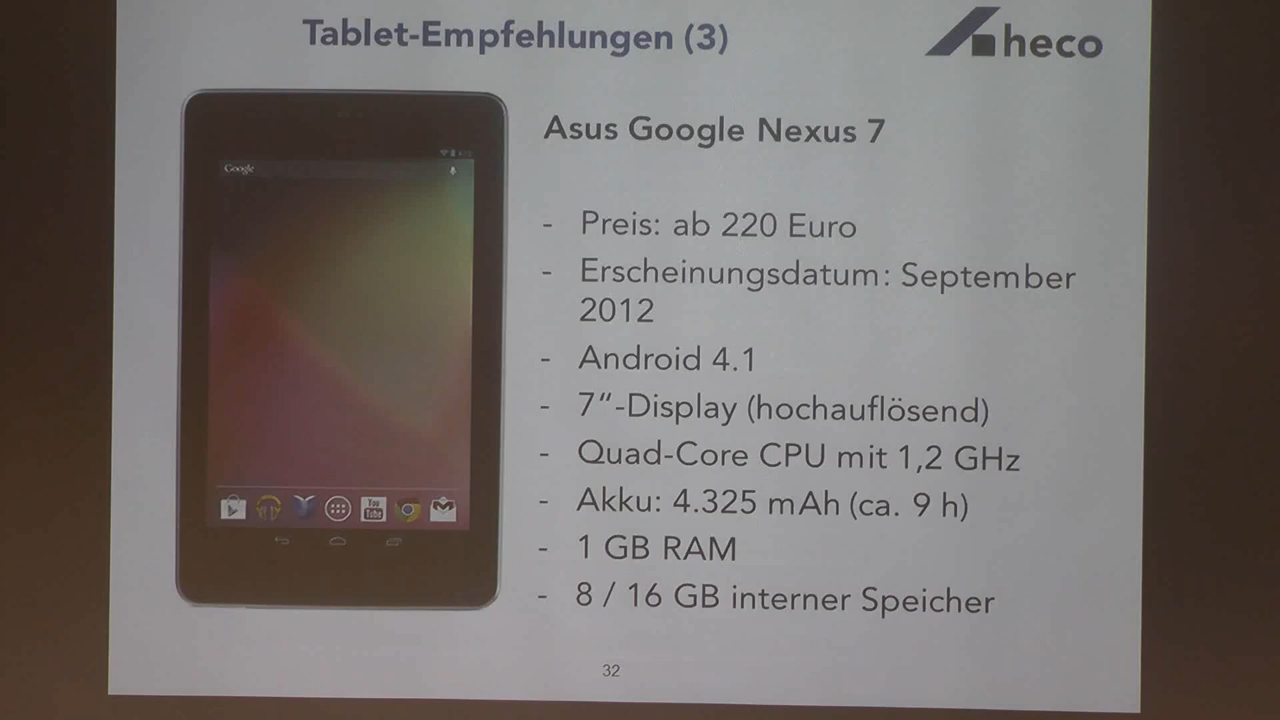 Tablet-Empfehlungen (3)
heco
Asus Google Nexus 7
- Preis: ab 220 Euro
- Erscheinungsdatum: September
2012
- Android 4.1
- 7“-Display (hochauflösend)
- Quad-Core CPU mit 1,2 GHz
- Akku: 4.325 mAh (ca. 9 h)
- 1 GB RAM
- 8 / 16 GB interner Speicher
Google
You
Tube
32